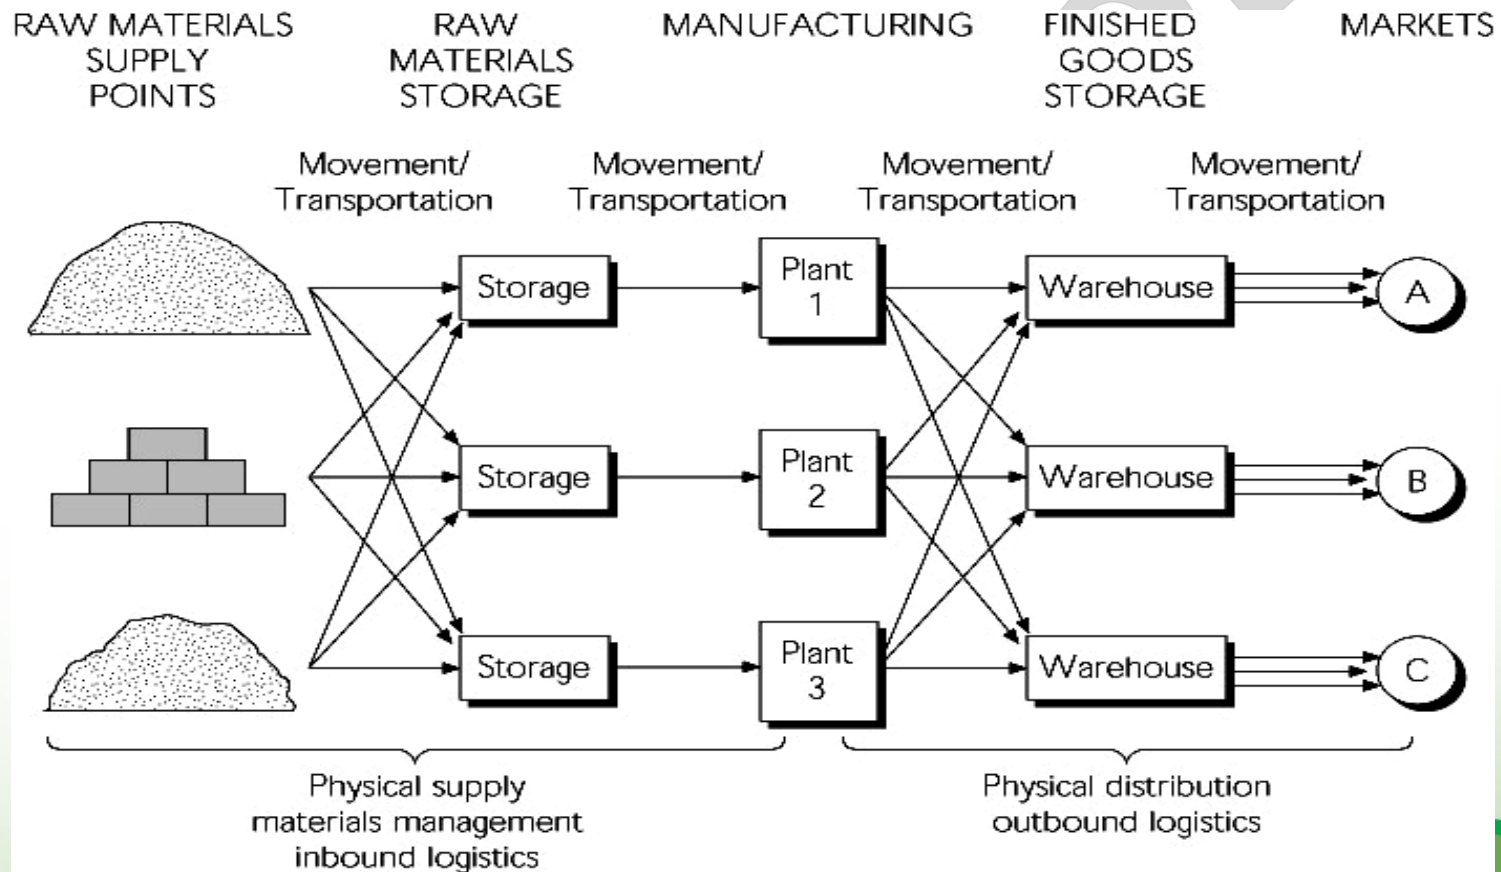 RAW MATERIALS
SUPPLY
POINTS
RAW
MATERIALS
STORAGE
MANUFACTURING
FINISHED
GOODS
STORAGE
MARKETS
Movement/
Transportation
Movement/
Transportation
Movement/
Transportation
Movement/
Transportation
Storage
Plant
1
Warehouse
A
Storage
Plant
2
Warehouse
B
Storage
Plant
3
Warehouse
C
Physical supply
materials management
inbound logistics
Physical distribution
outbound logistics